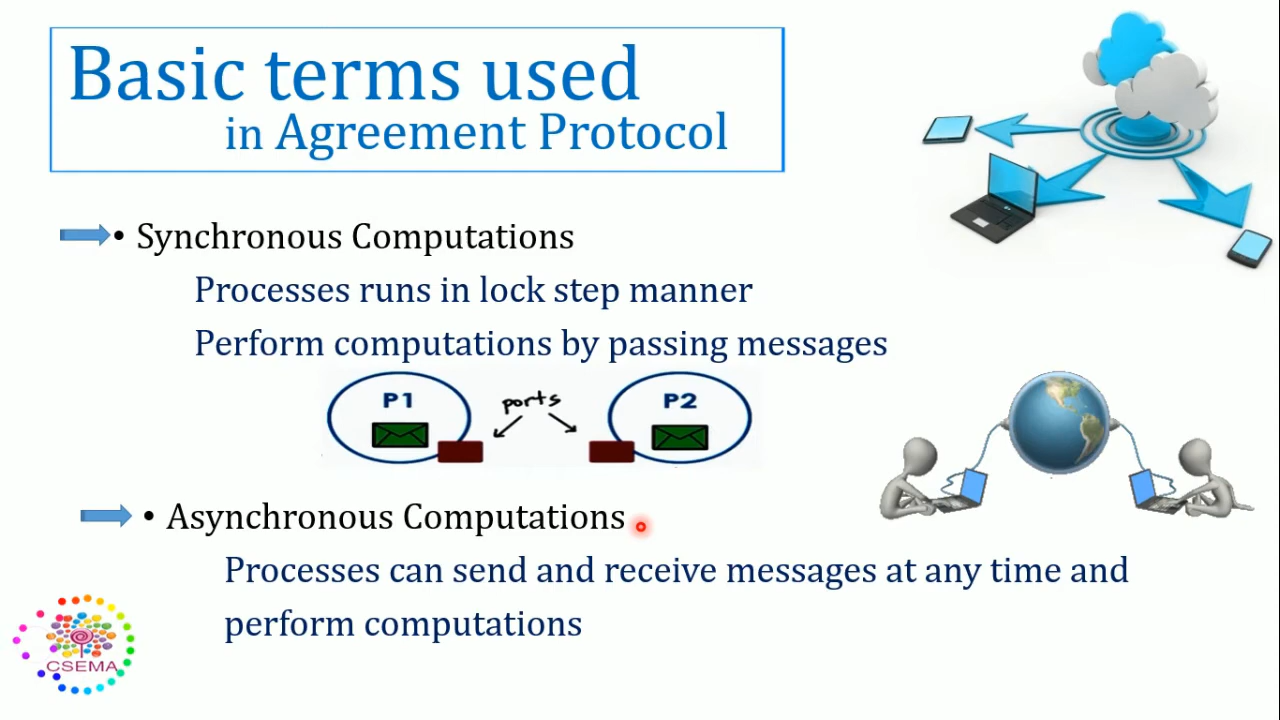 Basic terms used
in Agreement Protocol
• Synchronous Computations
Processes runs in lock step manner
Perform computations by passing messages
P1
ports
P2
• Asynchronous Computations
Processes can send and receive messages at any time and
perform computations
CSEMA